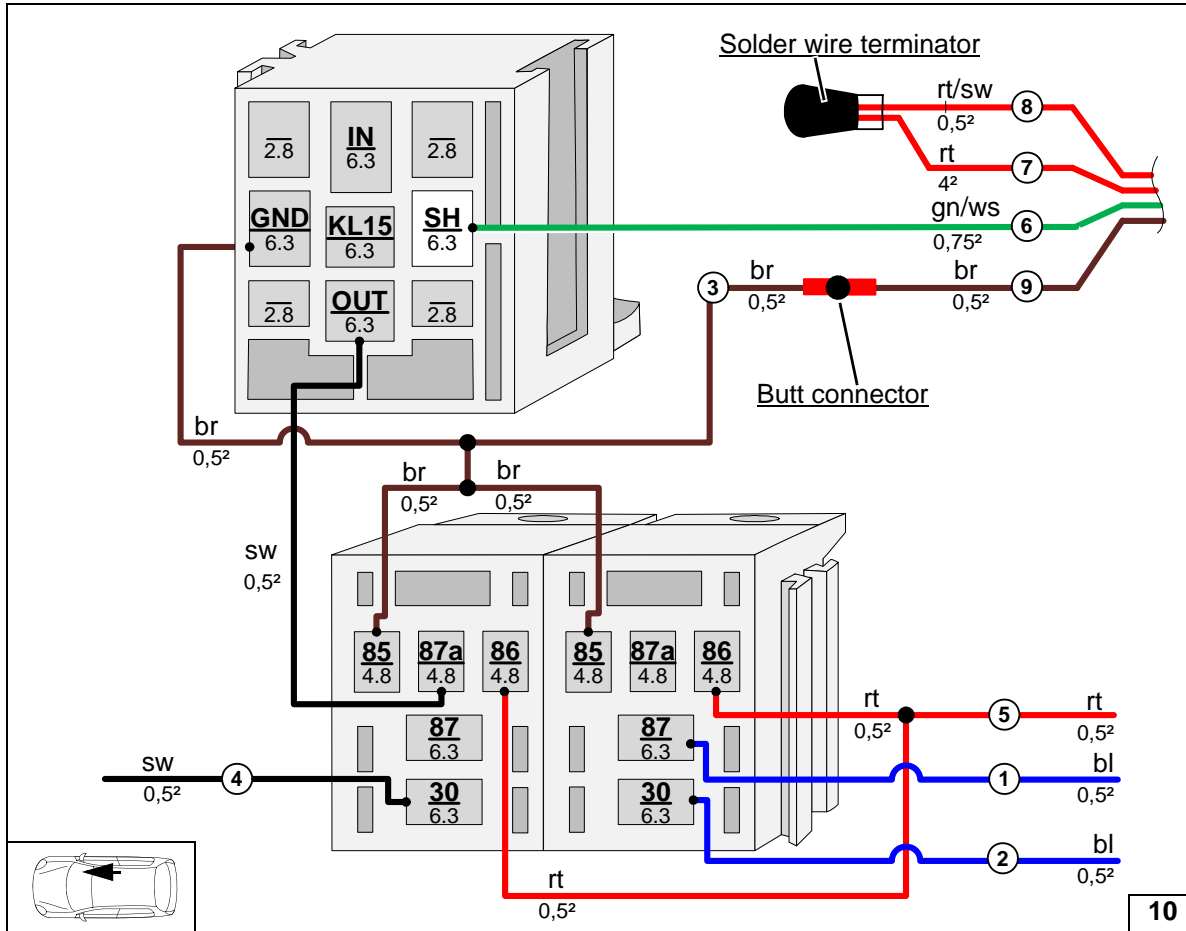 Solder wire terminator
rt/sw
8
0,5²
rt
7
4²
gn/ws
6
0,75²
br
3
0,5²
br
9
0,5²
Butt connector
2.8
IN
6.3
2.8
GND
6.3
KL15
6.3
SH
6.3
2.8
OUT
6.3
2.8
br
0,5²
br
0,5²
br
0,5²
sw
0,5²
85
4.8
87a
4.8
86
4.8
85
4.8
87a
4.8
86
4.8
87
6.3
87
6.3
30
6.3
30
6.3
rt
0,5²
5
rt
0,5²
1
bl
0,5²
2
bl
0,5²
sw
4
0,5²
rt
0,5²
10